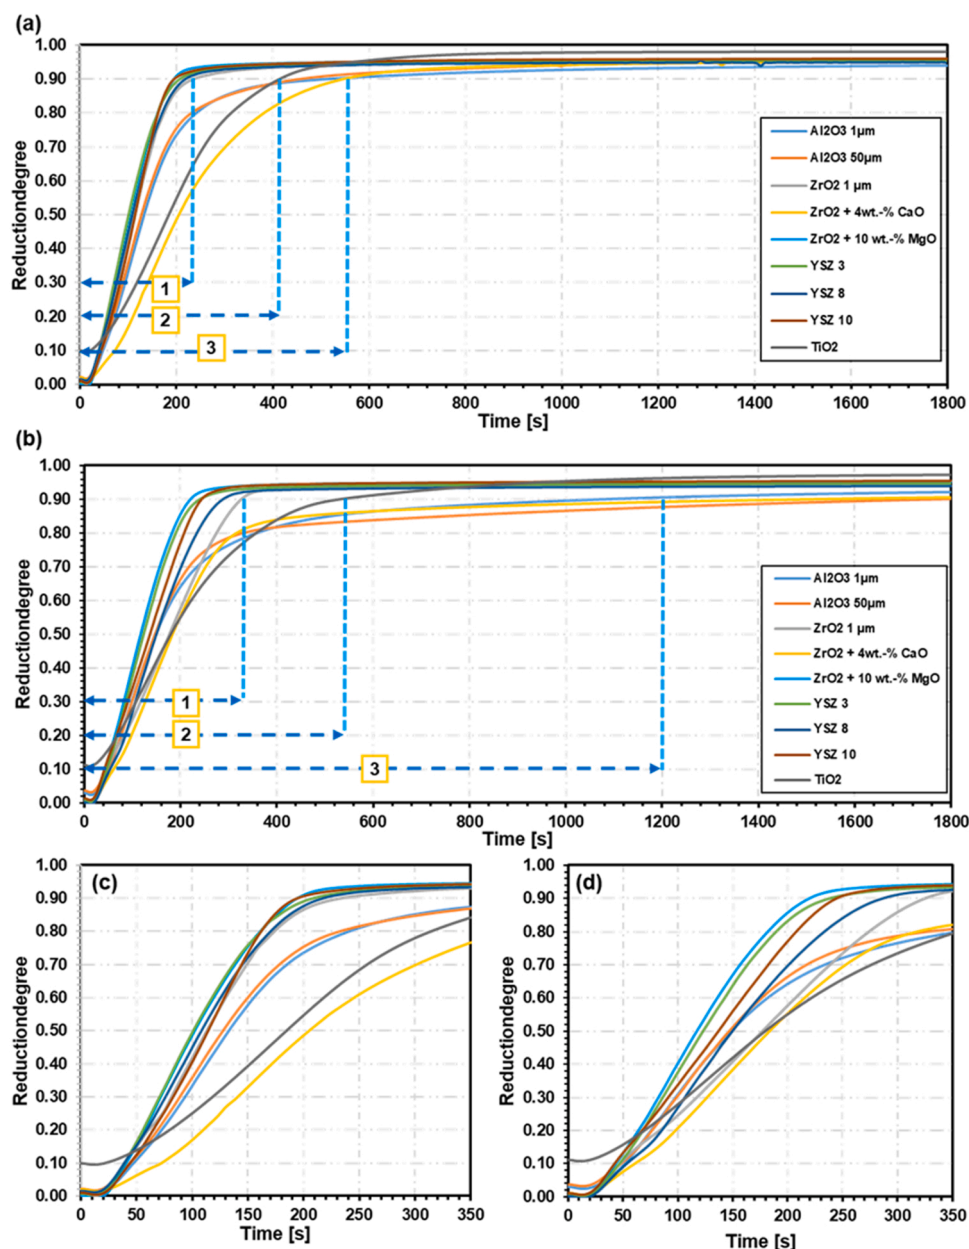 (a)
1.00
0.90
0.80
0.70
0.60
0.50
0.40
0.30
0.20
0.10
0.00
Reductiondegree
0 200 400 600 800 1000 1200 1400 1600 1800
Time [s]
1
2
3
Al2O3 1µm
Al2O3 50µm
ZrO2 1 µm
ZrO2 + 4wt.-% CaO
ZrO2 + 10 wt.-% MgO
YSZ 3
YSZ 8
YSZ 10
TiO2
(b)
1.00
0.90
0.80
0.70
0.60
0.50
0.40
0.30
0.20
0.10
0.00
Reductiondegree
0 200 400 600 800 1000 1200 1400 1600 1800
Time [s]
1
2
3
Al2O3 1µm
Al2O3 50µm
ZrO2 1 µm
ZrO2 + 4wt.-% CaO
ZrO2 + 10 wt.-% MgO
YSZ 3
YSZ 8
YSZ 10
TiO2
(c)
1.00
0.90
0.80
0.70
0.60
0.50
0.40
0.30
0.20
0.10
0.00
Reductiondegree
0 50 100 150 200 250 300 350
Time [s]
(d)
1.00
0.90
0.80
0.70
0.60
0.50
0.40
0.30
0.20
0.10
0.00
Reductiondegree
0 50 100 150 200 250 300 350
Time [s]